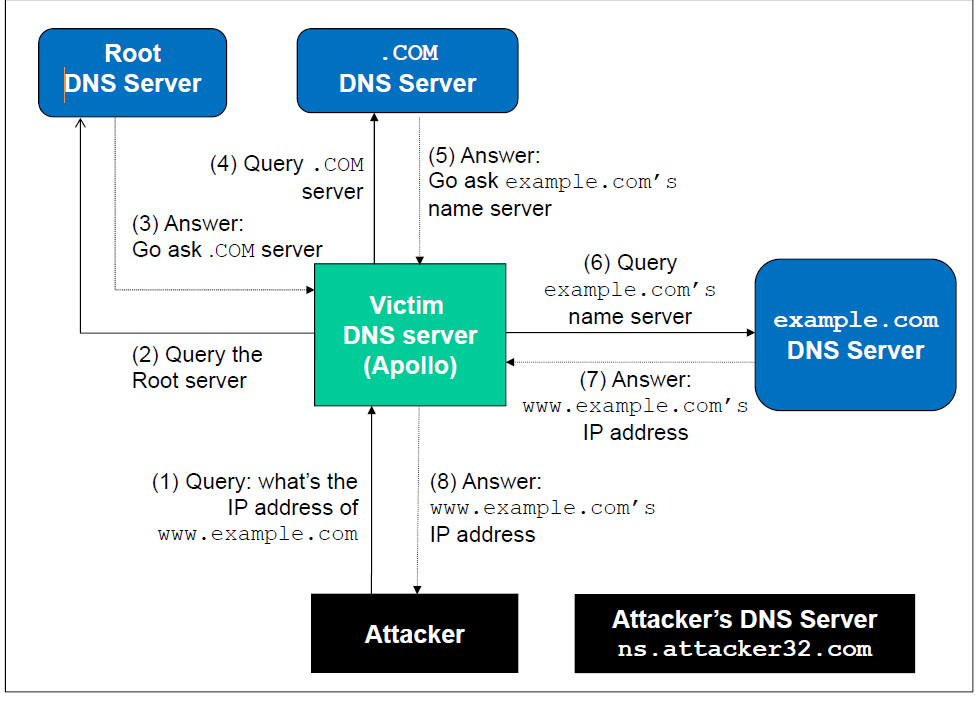 Root
DNS Server
.COM
DNS Server
(4) Query .COM
server
(5) Answer:
Go ask example.com's
name server
(3) Answer:
Go ask .COM server
(6) Query
example.com's
name server
Victim
DNS server
(Apollo)
example.com
DNS Server
(2) Query the
Root server
(7) Answer:
www.example.com's
IP address
(1) Query: what's the
IP address of
www.example.com
(8) Answer:
www.example.com's
IP address
Attacker
Attacker's DNS Server
ns.attacker32.com